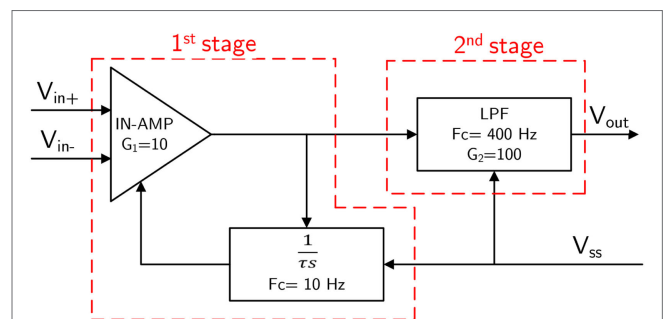 1st stage
2nd stage
Vin+
Vin-
IN-AMP
G1=10
LPF
Fc= 400 Hz
G2=100
Vout
1
τs
Fc= 10 Hz
Vss